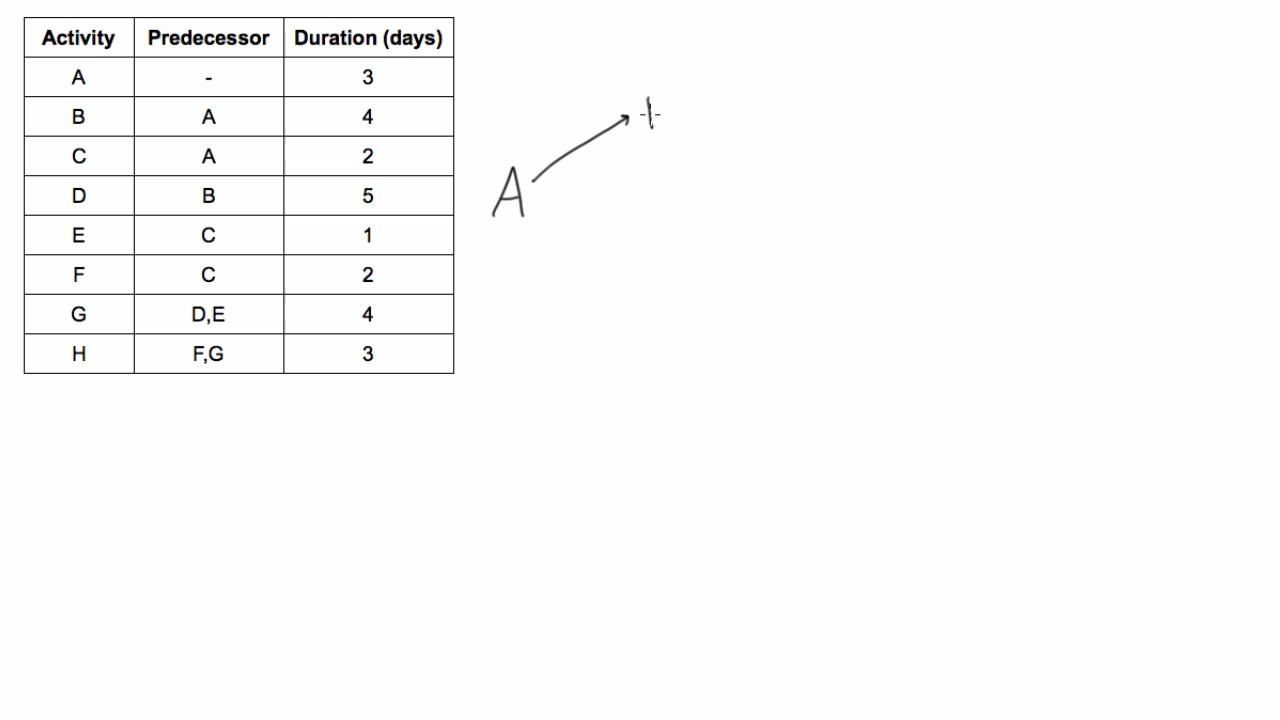 Activity Predecessor Duration (days)
A - 3
B A 4
C A 2
D B 5
E C 1
F C 2
G D,E 4
H F,G 3
A